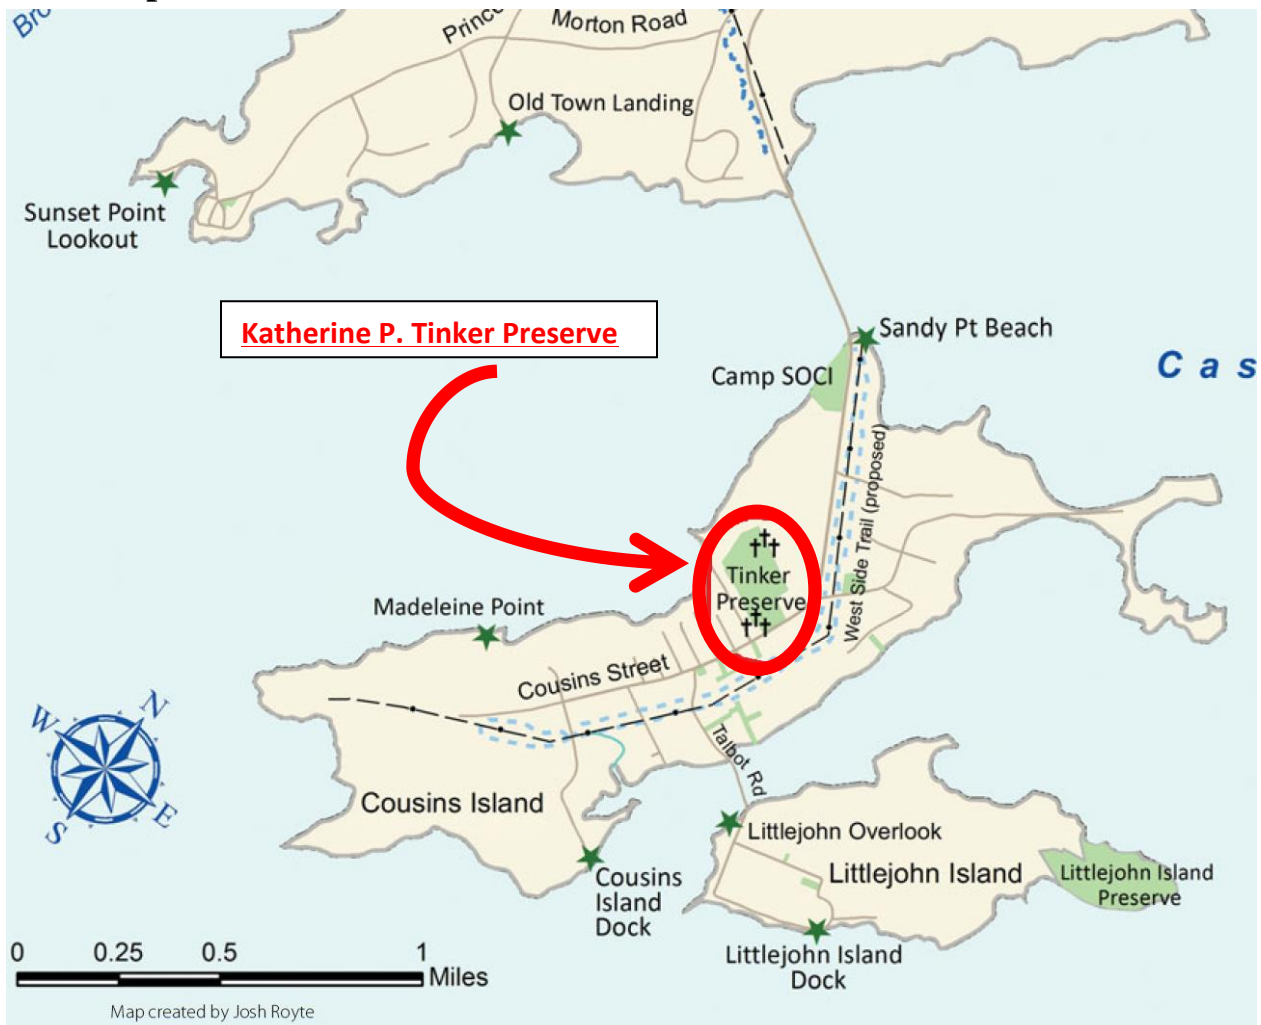 Morton Road
Old Town Landing
Sunset Point
Lookout
Katherine P. Tinker Preserve
Sandy Pt Beach
Camp SOCI
C a s
West Side Trail (proposed)
Tinker
Preserve
Madeleine Point
Cousins Street
Talbot Rd
N
W
E
S
Cousins Island
Littlejohn Overlook
Littlejohn Island
Littlejohn Island
Preserve
Cousins
Island
Dock
Littlejohn Island
Dock
0 0.25 0.5 1
Miles
Map created by Josh Royte